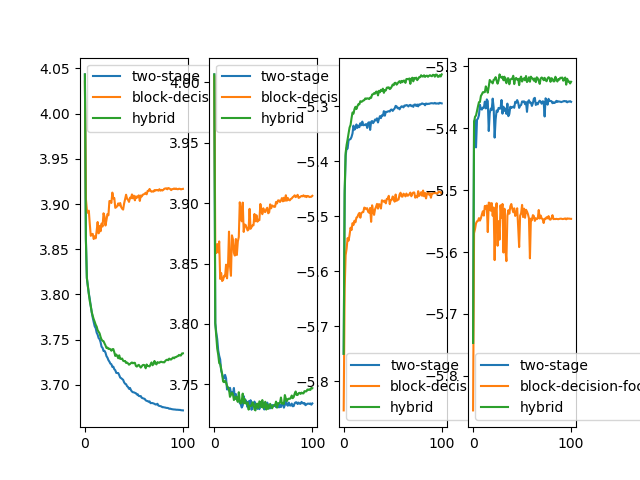 4.05
4.00
3.95
3.90
3.85
3.80
3.75
3.70
0
100
two-stage
block-decis
hybrid
4.00
3.95
3.90
3.85
3.80
3.75
0
100
two-stage
block-decis
hybrid
−5.3
−5.4
−5.5
−5.6
−5.7
−5.8
0
100
two-stage
block-decis
hybrid
−5.3
−5.4
−5.5
−5.6
−5.7
−5.8
0
100
two-stage
block-decision-foc
hybrid